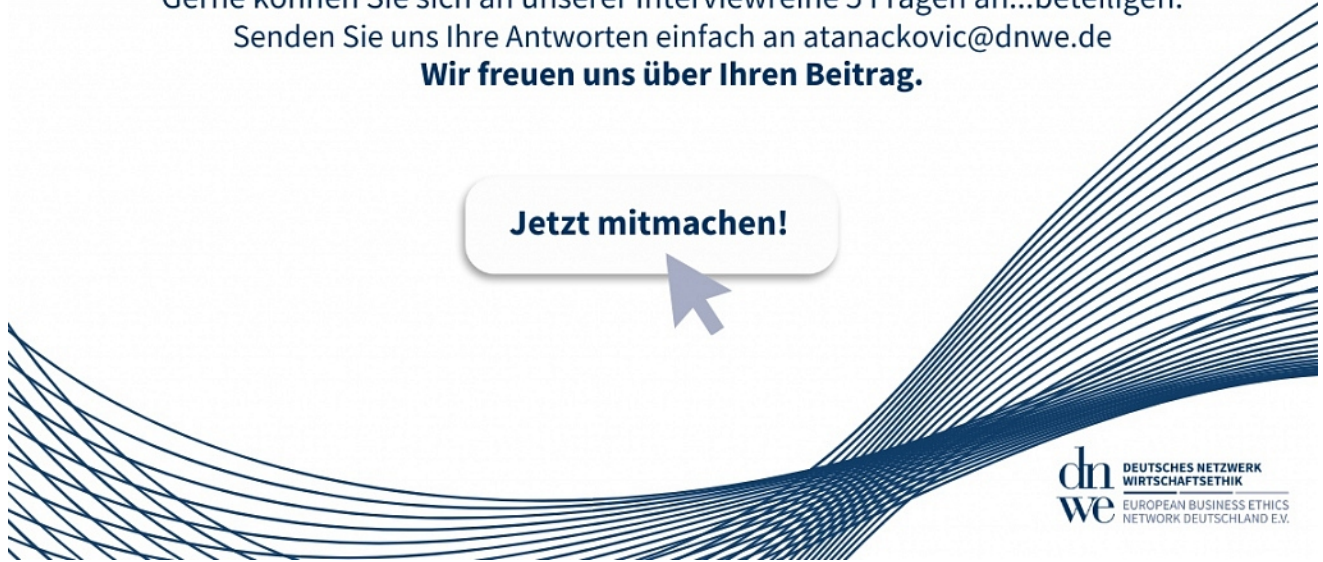 Gerne können Sie sich an unserer Interviewreihe 5 Fragen an...beteiligen.
Senden Sie uns Ihre Antworten einfach an atanackovic@dnwe.de
Wir freuen uns über Ihren Beitrag.
Jetzt mitmachen!
dn
we
DEUTSCHES NETZWERK
WIRTSCHAFTSETHIK
EUROPEAN BUSINESS ETHICS
NETWORK DEUTSCHLAND E.V.